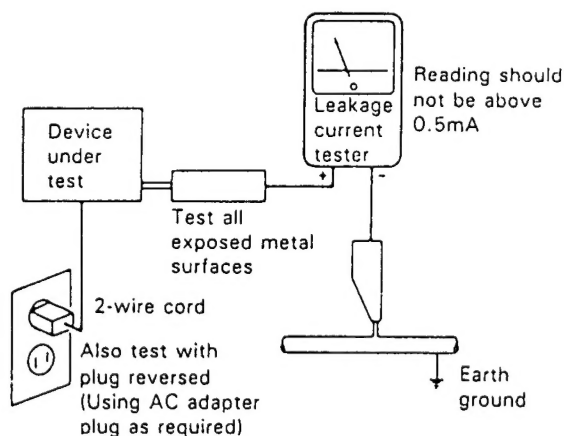 Leakage
current
tester
+ -
Reading should
not be above
0.5mA
Device
under
test
Test all
exposed metal
surfaces
2-wire cord
Also test with
plug reversed
(Using AC adapter
plug as required)
Earth
ground